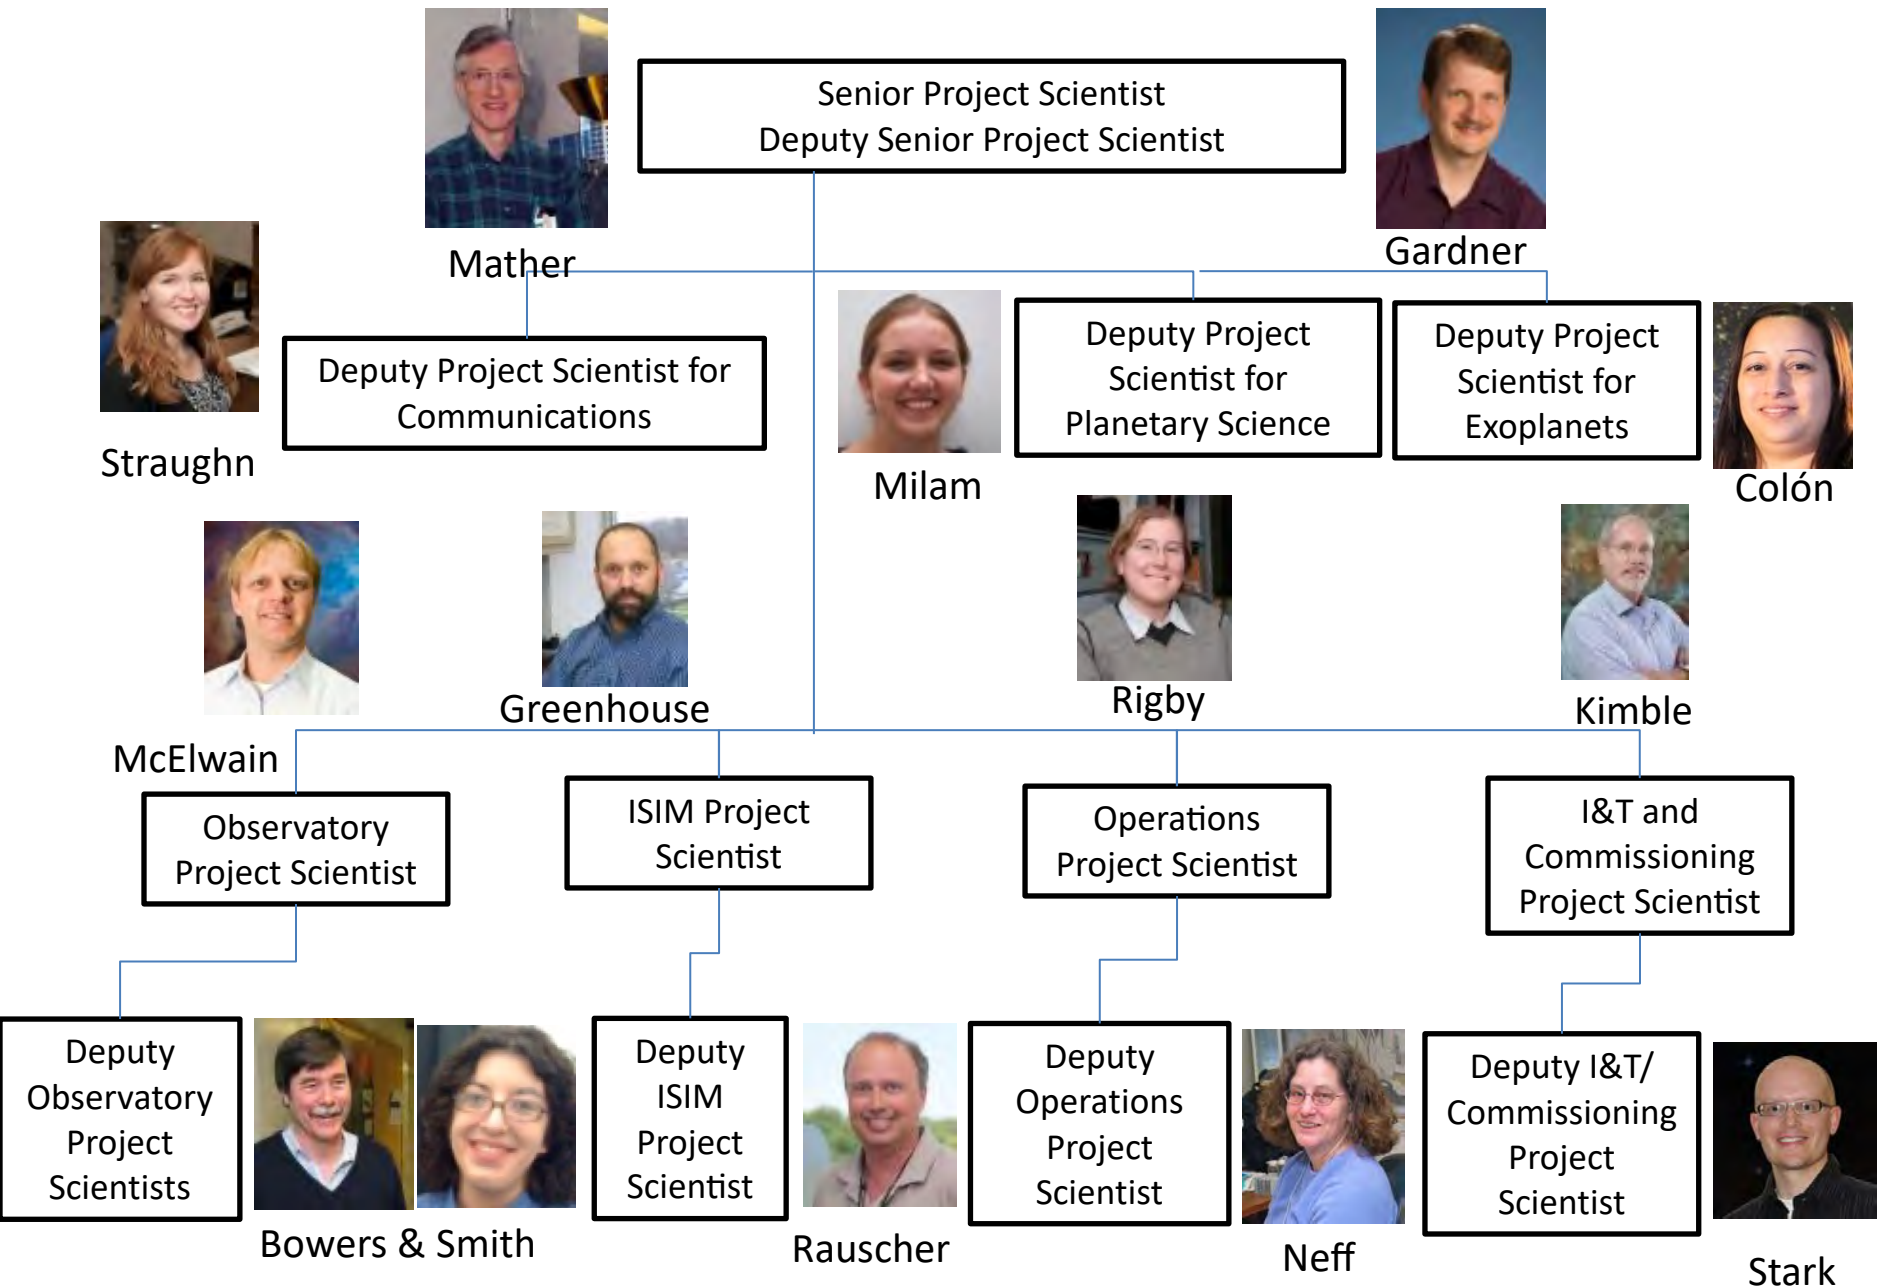 Senior Project Scientist
Deputy Senior Project Scientist
Mather
Gardner
Straughn
Deputy Project Scientist for
Communications
Milam
Deputy Project
Scientist for
Planetary Science
Deputy Project
Scientist for
Exoplanets
Colón
McElwain
Greenhouse
Rigby
Kimble
Observatory
Project Scientist
ISIM Project
Scientist
Operations
Project Scientist
I&T and
Commissioning
Project Scientist
Deputy
Observatory
Project
Scientists
Bowers & Smith
Deputy
ISIM
Project
Scientist
Rauscher
Deputy
Operations
Project
Scientist
Neff
Deputy I&T/
Commissioning
Project
Scientist
Stark